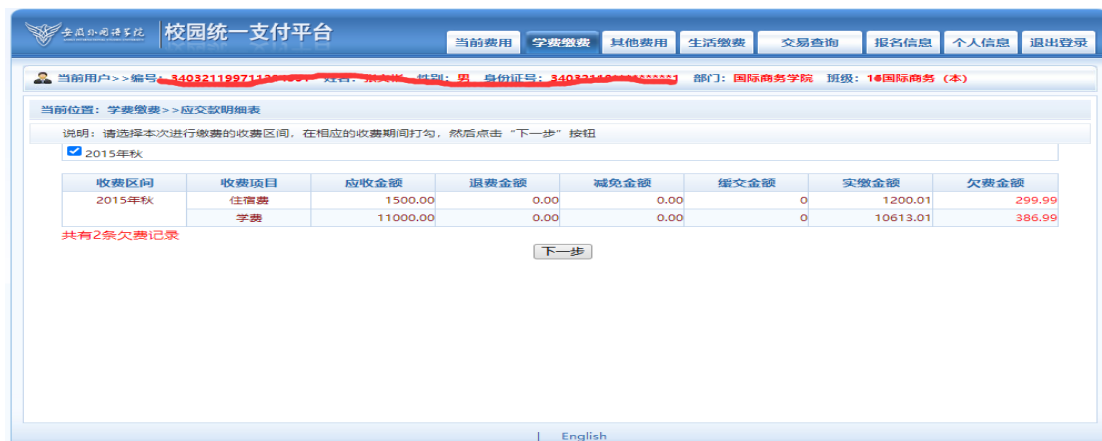 安徽外国语学院 校园统一支付平台
当前费用 学费缴费 其他费用 生活缴费 交易查询 报名信息 个人信息 退出登录
当前用户>>编号: 性别: 男 身份证号: 部门: 国际商务学院 班级: 16国际商务 (本)
当前位置: 学费缴费>>应交款明细表
说明: 请选择本次进行缴费的收费区间, 在相应的收费期间打勾, 然后点击 "下一步" 按钮
2015年秋
收费区间 收费项目 应收金额 退费金额 减免金额 缓交金额 实缴金额 欠费金额
2015年秋 住宿费 1500.00 0.00 0.00 0 1200.01 299.99
学费 11000.00 0.00 0.00 0 10613.01 386.99
共有2条欠费记录
下一步
| English